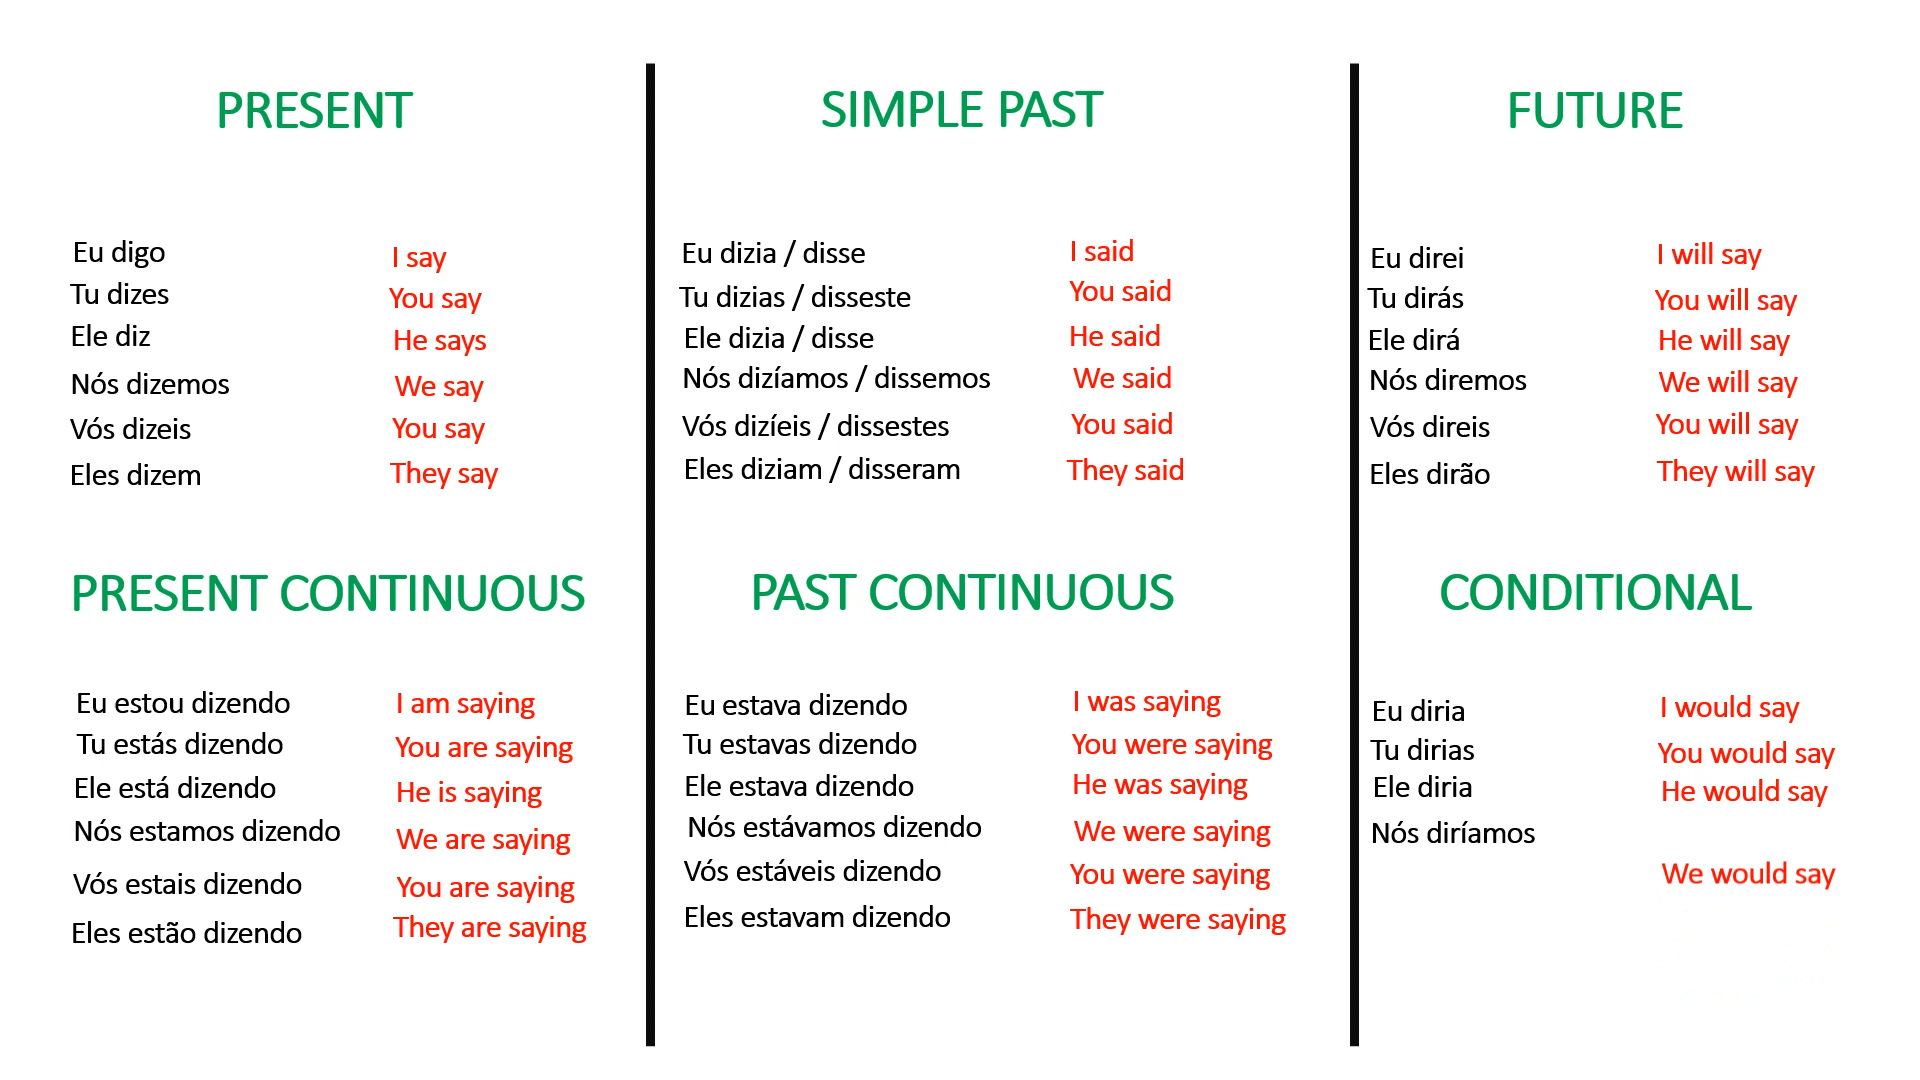 PRESENT
Eu digo I say
Tu dizes You say
Ele diz He says
Nós dizemos We say
Vós dizeis You say
Eles dizem They say
PRESENT CONTINUOUS
Eu estou dizendo I am saying
Tu estás dizendo You are saying
Ele está dizendo He is saying
Nós estamos dizendo We are saying
Vós estais dizendo You are saying
Eles estão dizendo They are saying
SIMPLE PAST
Eu dizia / disse I said
Tu dizias / disseste You said
Ele dizia / disse He said
Nós dizíamos / dissemos We said
Vós dizíeis / dissestes You said
Eles diziam / disseram They said
PAST CONTINUOUS
Eu estava dizendo I was saying
Tu estavas dizendo You were saying
Ele estava dizendo He was saying
Nós estávamos dizendo We were saying
Vós estáveis dizendo You were saying
Eles estavam dizendo They were saying
FUTURE
Eu direi I will say
Tu dirás You will say
Ele dirá He will say
Nós diremos We will say
Vós direis You will say
Eles dirão They will say
CONDITIONAL
Eu diria I would say
Tu dirias You would say
Ele diria He would say
Nós diríamos
We would say